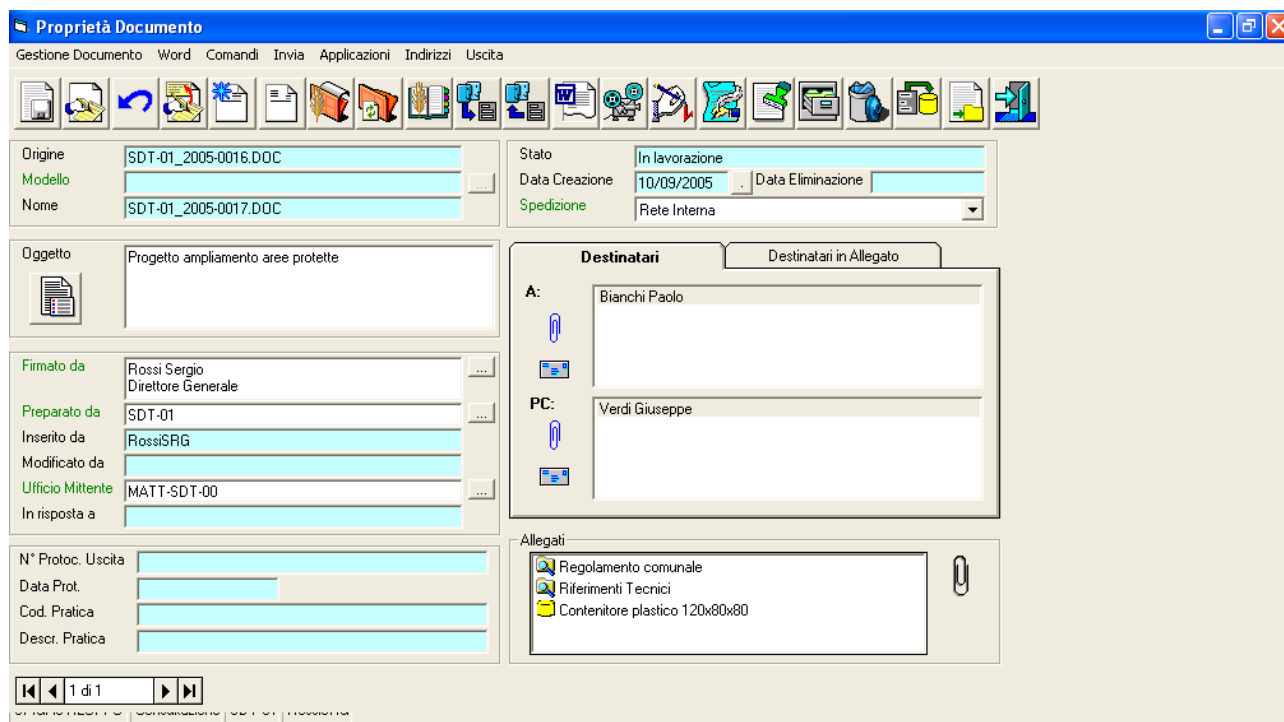 Proprietà Documento
Gestione Documento Word Comandi Invia Applicazioni Indirizzi Uscita
Origine SDT-01_2005-0016.DOC
Modello ...
Nome SDT-01_2005-0017.DOC
Stato In lavorazione
Data Creazione 10/09/2005 . Data Eliminazione
Spedizione Rete Interna
Oggetto Progetto ampliamento aree protette
Destinatari Destinatari in Allegato
A: Bianchi Paolo
PC: Verdi Giuseppe
Firmato da Rossi Sergio ...
Direttore Generale
Preparato da SDT-01 ...
Inserito da RossiSRG
Modificato da
Ufficio Mittente MATT-SDT-00 ...
In risposta a
N° Protoc. Uscita
Data Prot.
Cod. Pratica
Descr. Pratica
Allegati
Regolamento comunale
Riferimenti Tecnici
Contenitore plastico 120x80x80
1 di 1